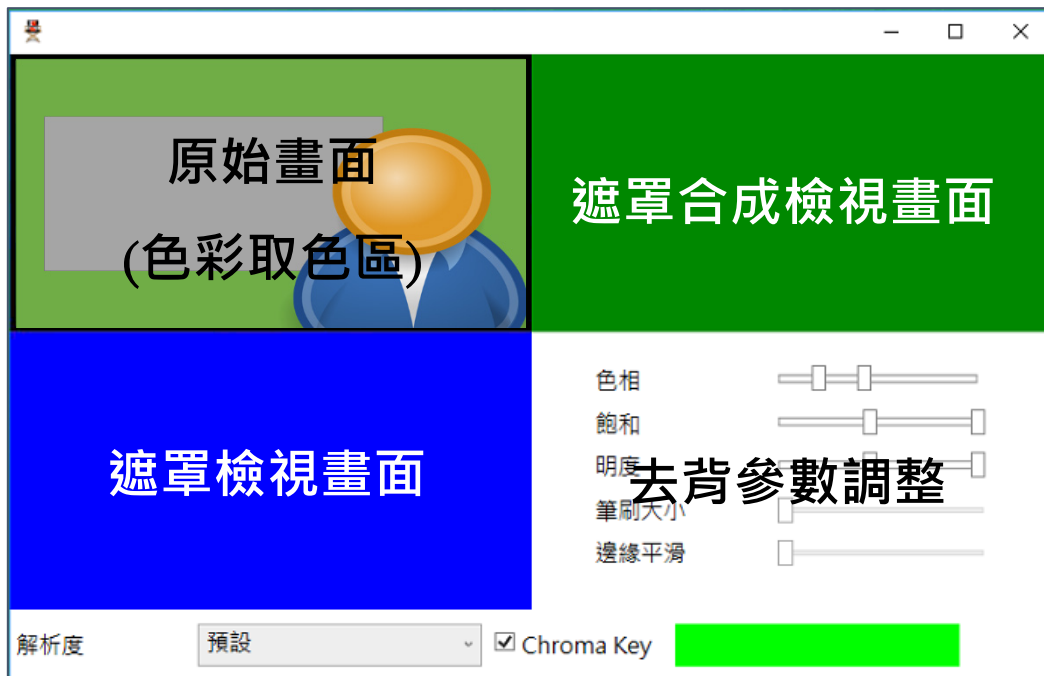 原始畫面
(色彩取色區)
遮罩合成檢視畫面
遮罩檢視畫面
色相
飽和
明度
去背參數調整
筆刷大小
邊緣平滑
解析度
預設
Chroma Key